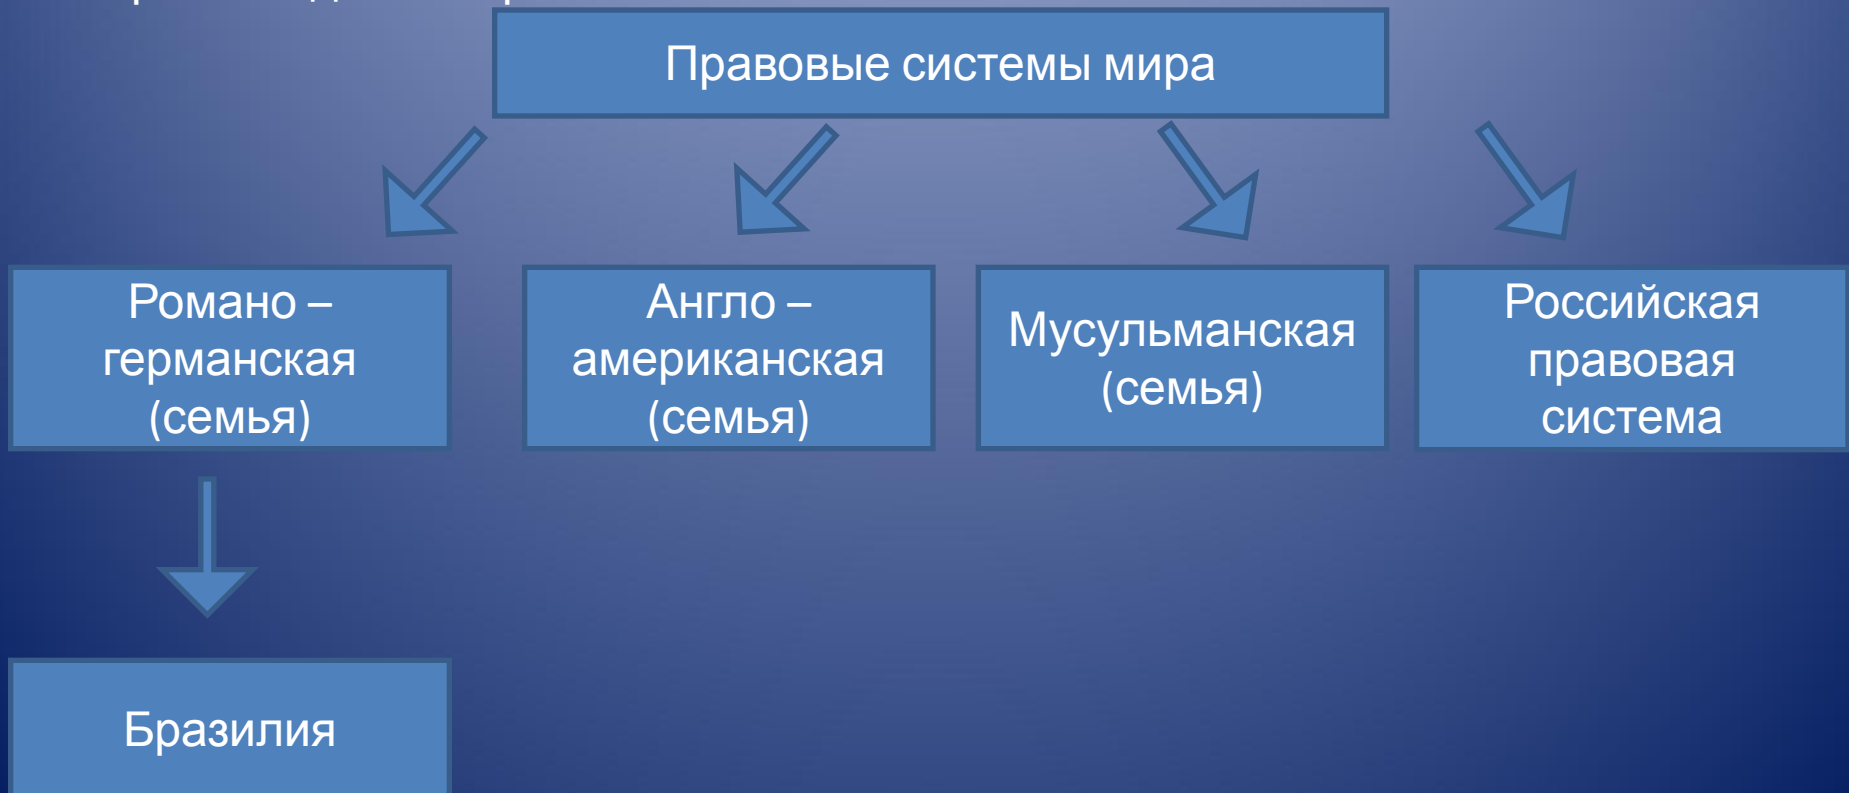 Правовые системы мира
Романо –
германская
(семья)
Англо –
американская
(семья)
Мусульманская
(семья)
Российская
правовая
система
Бразилия